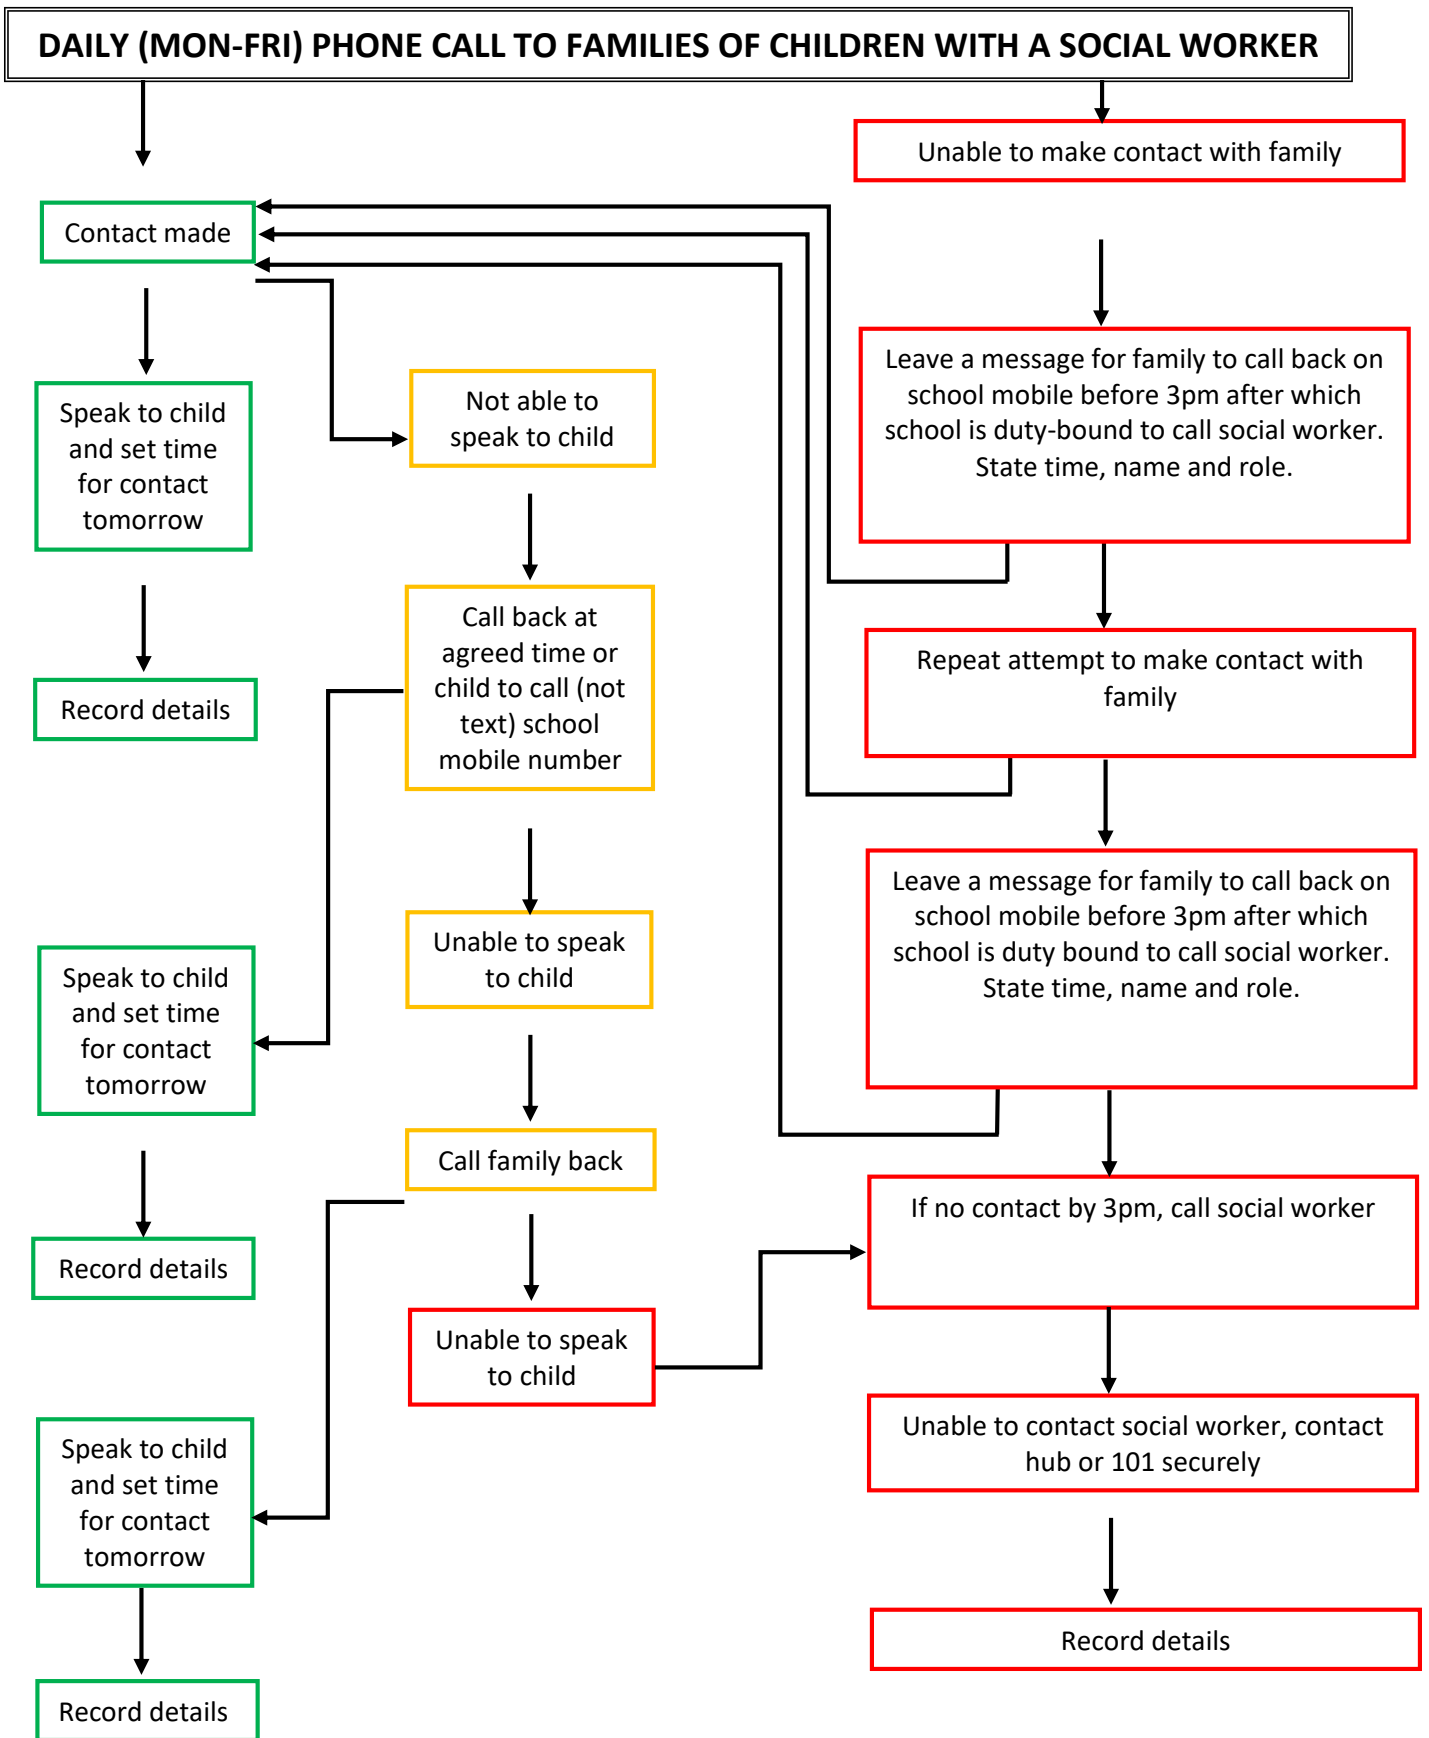 DAILY (MON-FRI) PHONE CALL TO FAMILIES OF CHILDREN WITH A SOCIAL WORKER
Unable to make contact with family
Contact made
Speak to child
and set time
for contact
tomorrow
Not able to
speak to child
Leave a message for family to call back on
school mobile before 3pm after which
school is duty-bound to call social worker.
State time, name and role.
Record details
Call back at
agreed time or
child to call (not
text) school
mobile number
Repeat attempt to make contact with
family
Speak to child
and set time
for contact
tomorrow
Unable to speak
to child
Leave a message for family to call back on
school mobile before 3pm after which
school is duty bound to call social worker.
State time, name and role.
Record details
Call family back
If no contact by 3pm, call social worker
Unable to speak
to child
Speak to child
and set time
for contact
tomorrow
Unable to contact social worker, contact
hub or 101 securely
Record details
Record details